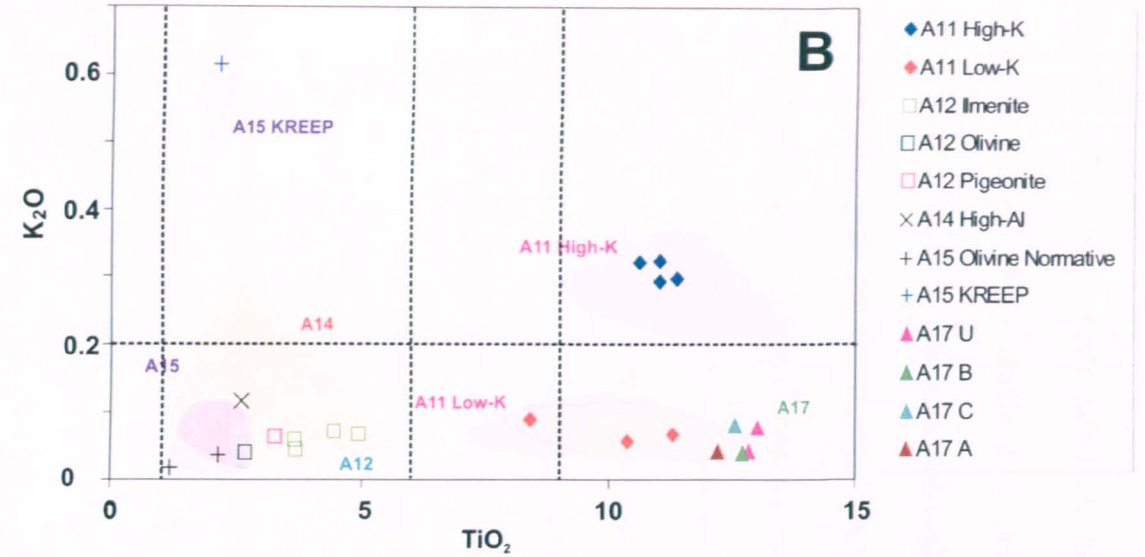 B
K₂O
0.6
0.4
0.2
0
0
5
10
15
TiO₂
A15 KREEP
A11 High-K
A14
A15
A11 Low-K
A17
A12
A11 High-K
A11 Low-K
A12 Ilmenite
A12 Olivine
A12 Pigeonite
A14 High-Al
A15 Olivine Normative
A15 KREEP
A17 U
A17 B
A17 C
A17 A